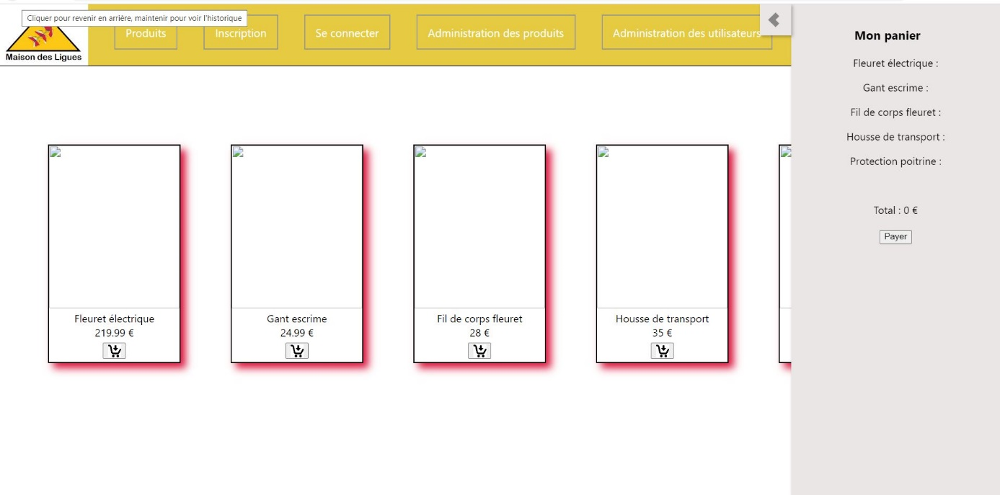 Cliquer pour revenir en arrière, maintenir pour voir l'historique
Maison des Ligues
Produits
Inscription
Se connecter
Administration des produits
Administration des utilisateurs
Fleuret électrique
219.99 €
Gant escrime
24.99 €
Fil de corps fleuret
28 €
Housse de transport
35 €
Mon panier
Fleuret électrique :
Gant escrime :
Fil de corps fleuret :
Housse de transport :
Protection poitrine :
Total : 0 €
Payer